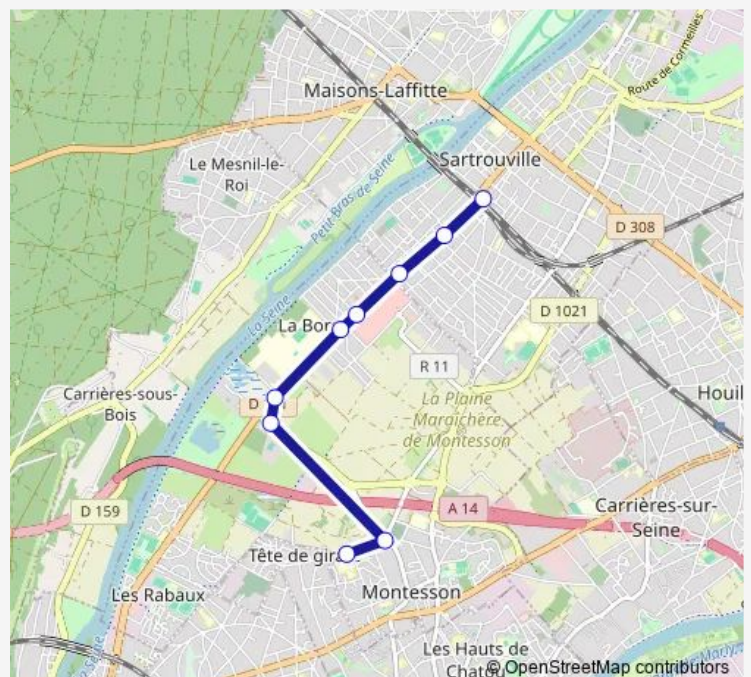 Route de Cormeilles
Maisons-Laffitte
Sartrouville
Le Mesnil-le-
Roi
Petit Bras de Seine
D 308
La Seine
La Bor
D 1021
R 11
Houil
Carrières-sous-
Bois
D
La Plaine
Maraîchère
de Montesson
D 159
A 14
Carrières-sur-
Seine
Tête de gira
Les Rabaux
Montesson
Les Hauts de
Chatou
© OpenStreetMap contributors